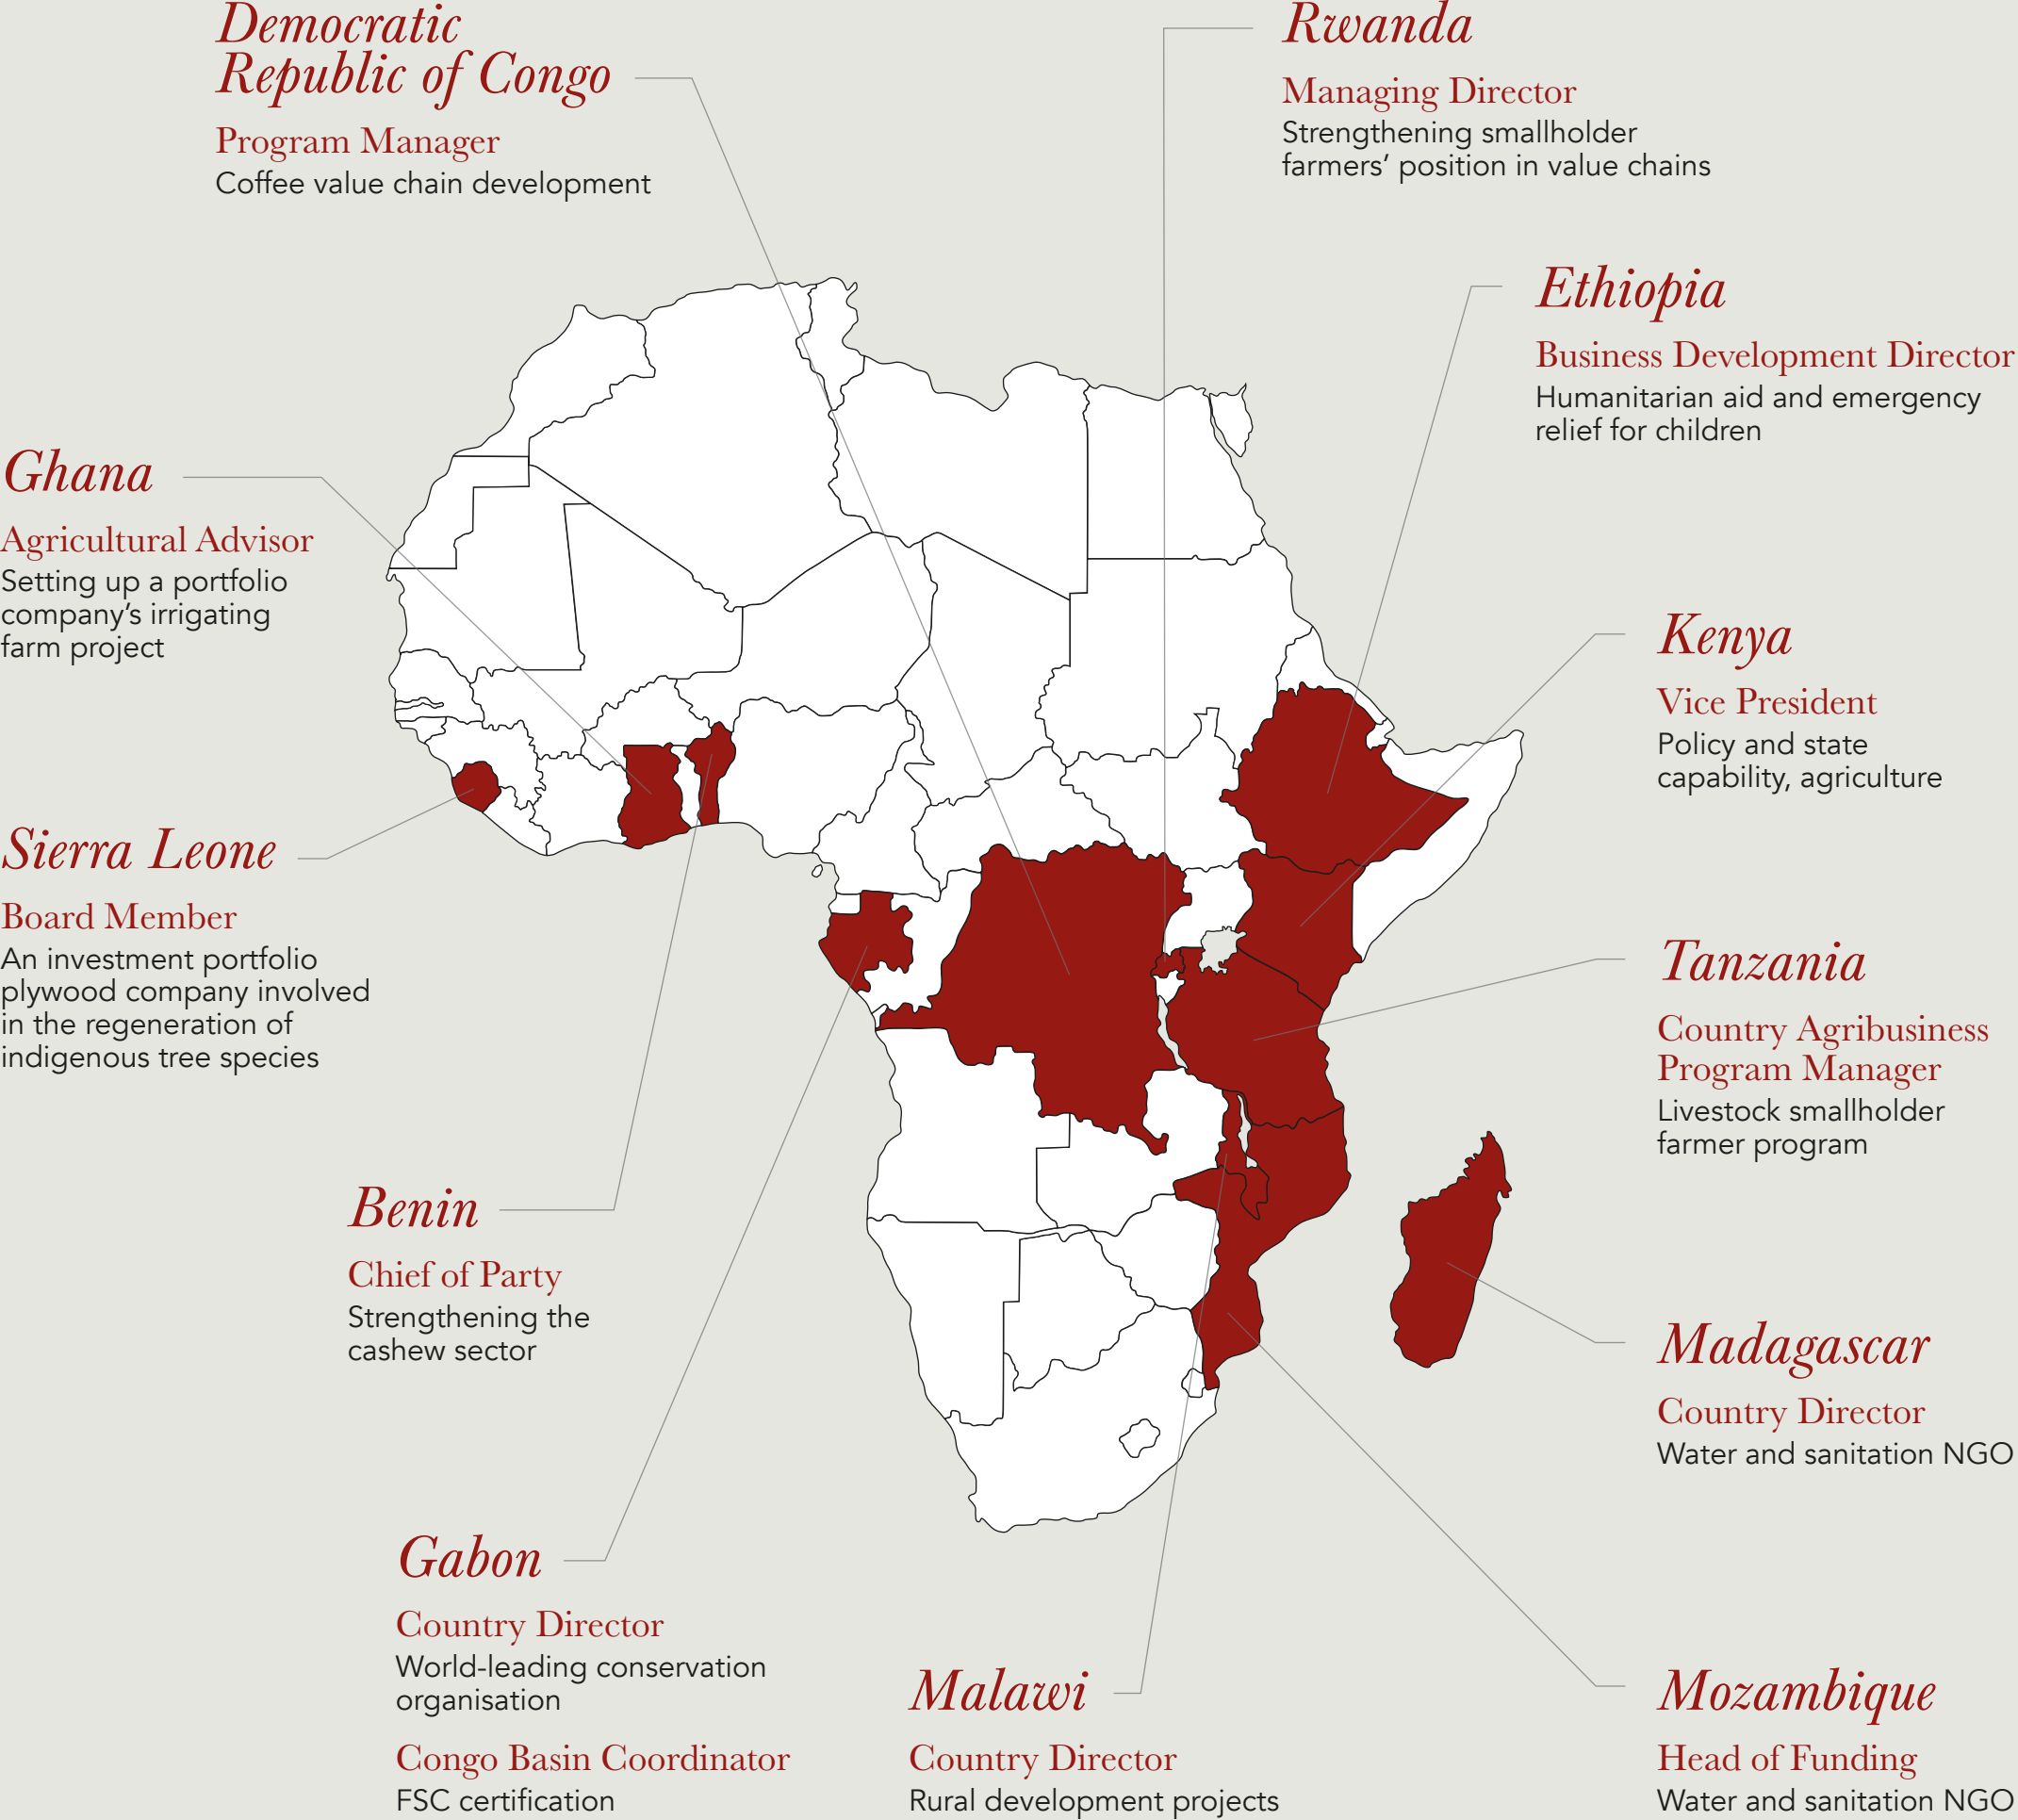 Democratic
Republic of Congo
Program Manager
Coffee value chain development
Rwanda
Managing Director
Strengthening smallholder
farmers’ position in value chains
Ethiopia
Business Development Director
Humanitarian aid and emergency
relief for children
Ghana
Agricultural Advisor
Setting up a portfolio
company’s irrigating
farm project
Kenya
Vice President
Policy and state
capability, agriculture
Sierra Leone
Board Member
An investment portfolio
plywood company involved
in the regeneration of
indigenous tree species
Tanzania
Country Agribusiness
Program Manager
Livestock smallholder
farmer program
Benin
Chief of Party
Strengthening the
cashew sector
Madagascar
Country Director
Water and sanitation NGO
Gabon
Country Director
World-leading conservation
organisation
Congo Basin Coordinator
FSC certification
Malawi
Country Director
Rural development projects
Mozambique
Head of Funding
Water and sanitation NGO